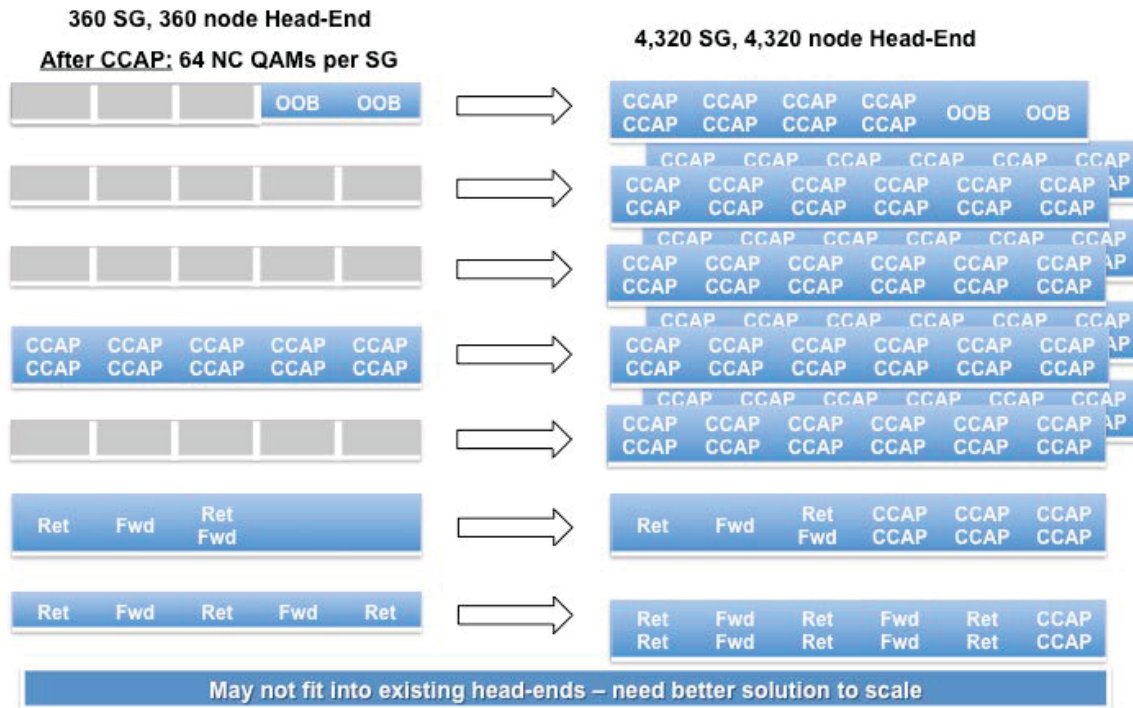 360 SG, 360 node Head-End
After CCAP: 64 NC QAMs per SG
4,320 SG, 4,320 node Head-End
OOB OOB
CCAP CCAP CCAP CCAP OOB OOB
CCAP CCAP CCAP CCAP
CCAP CCAP CCAP CCAP CCAP CCAP
CCAP CCAP CCAP CCAP CCAP CCAP
CCAP CCAP CCAP CCAP CCAP CCAP
CCAP CCAP CCAP CCAP CCAP CCAP
CCAP CCAP CCAP CCAP CCAP CCAP
CCAP CCAP CCAP CCAP CCAP CCAP
CCAP CCAP CCAP CCAP CCAP
CCAP CCAP CCAP CCAP CCAP
CCAP CCAP CCAP CCAP CCAP CCAP
CCAP CCAP CCAP CCAP CCAP CCAP
CCAP CCAP CCAP CCAP CCAP CCAP
CCAP CCAP CCAP CCAP CCAP CCAP
CCAP CCAP CCAP CCAP CCAP CCAP
CCAP CCAP CCAP CCAP CCAP CCAP
Ret Fwd Ret
Fwd
Ret Fwd Ret CCAP CCAP CCAP
Fwd CCAP CCAP CCAP
Ret Fwd Ret Fwd Ret
Ret Fwd Ret Fwd Ret CCAP
Ret Fwd Ret Fwd Ret CCAP
May not fit into existing head-ends – need better solution to scale